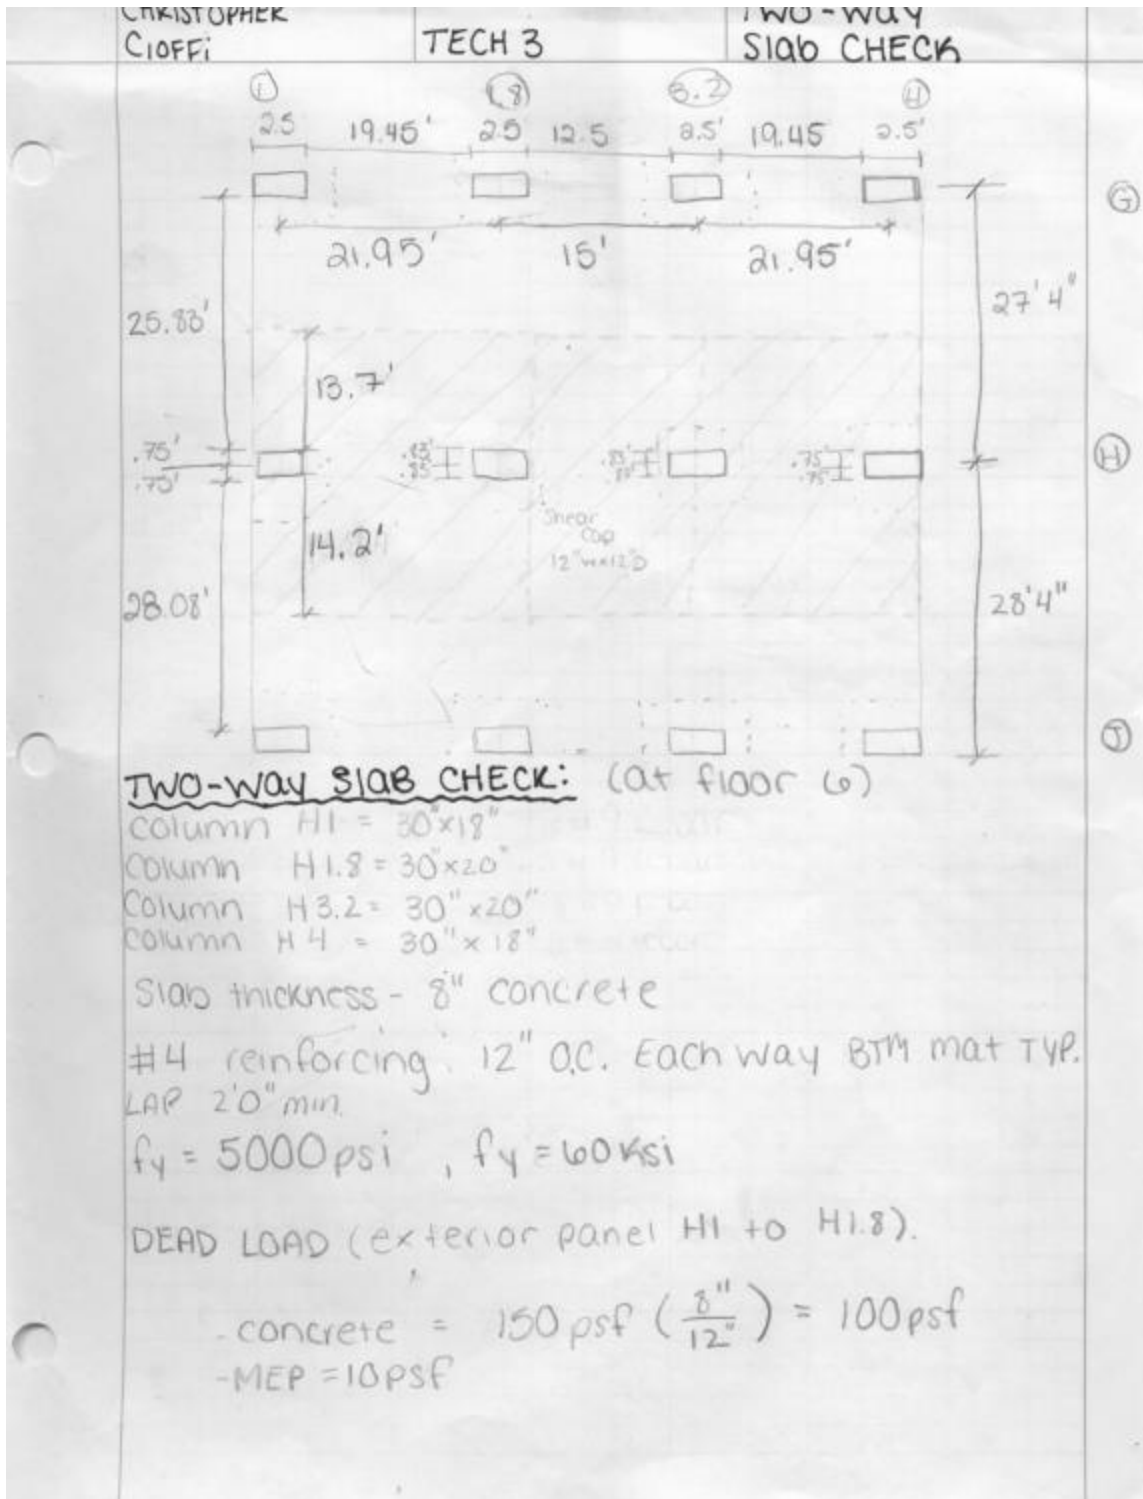 CHRISTOPHER
CIOFFI
TECH 3
TWO-WAY
Slab CHECK
1
1.8
3.2
4
2.5 19.45' 2.5 12.5 2.5' 19.45 2.5'
G
21.95' 15' 21.95'
27' 4"
25.83'
13.7'
.75'
.75'
.83'
.85'
.83'
.75'
.75'
H
Shear
Cap
12"Wx12"D
14.2'
28.08'
28'4"
J
TWO-WAY SlAB CHECK: (at floor 6)
Column H1 = 30"x18"
Column H1.8 = 30"x20"
Column H3.2 = 30"x20"
Column H4 = 30"x18"
Slab thickness - 8" concrete
#4 reinforcing: 12" O.C. Each way BTM mat TYP.
LAP 2'0" min.
fy = 5000psi , fy = 60Ksi
DEAD LOAD (exterior panel H1 to H1.8).
-concrete = 150psf (8"/12") = 100psf
-MEP = 10psf